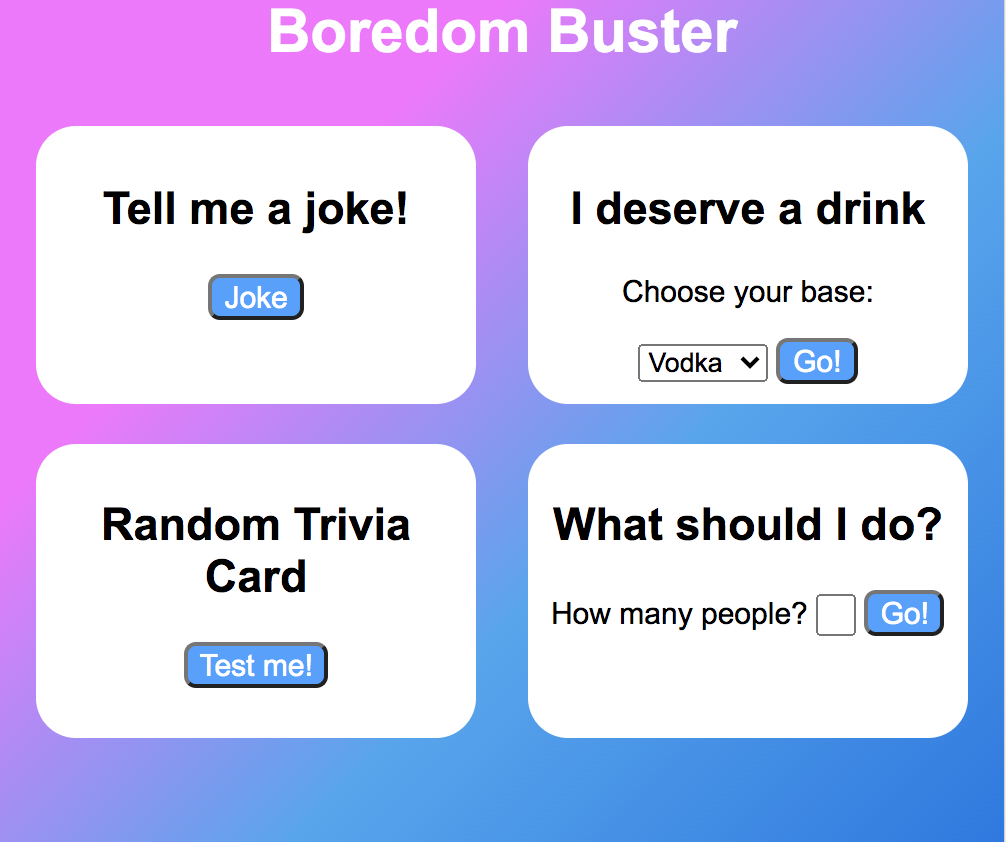 Boredom Buster
Tell me a joke!
Joke
I deserve a drink
Choose your base:
Vodka Go!
Random Trivia
Card
Test me!
What should I do?
How many people? Go!